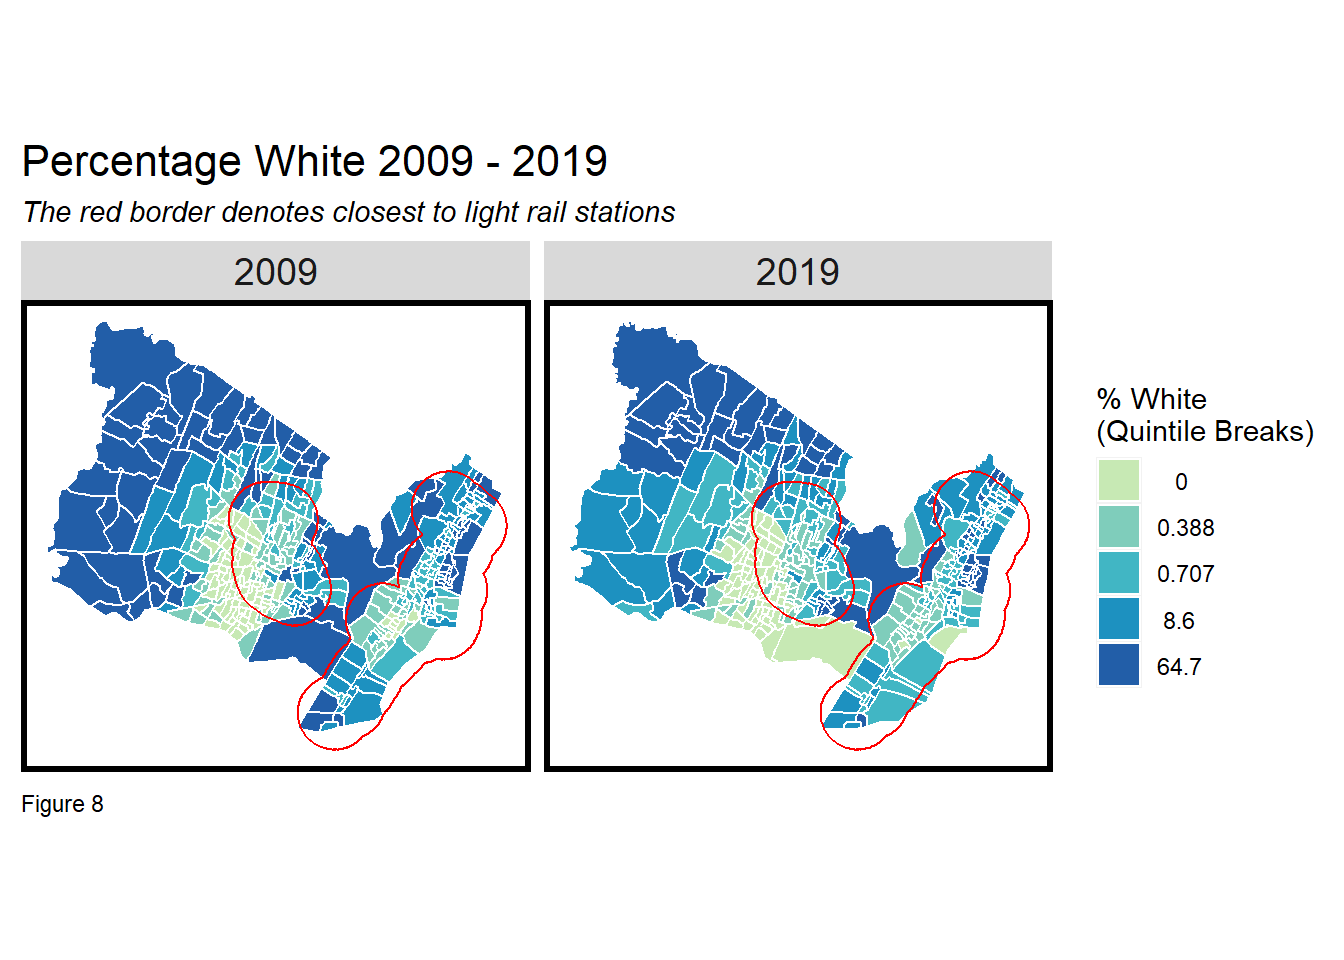 Percentage White 2009 - 2019
The red border denotes closest to light rail stations
2009
2019
% White
(Quintile Breaks)
0
0.388
0.707
8.6
64.7
Figure 8